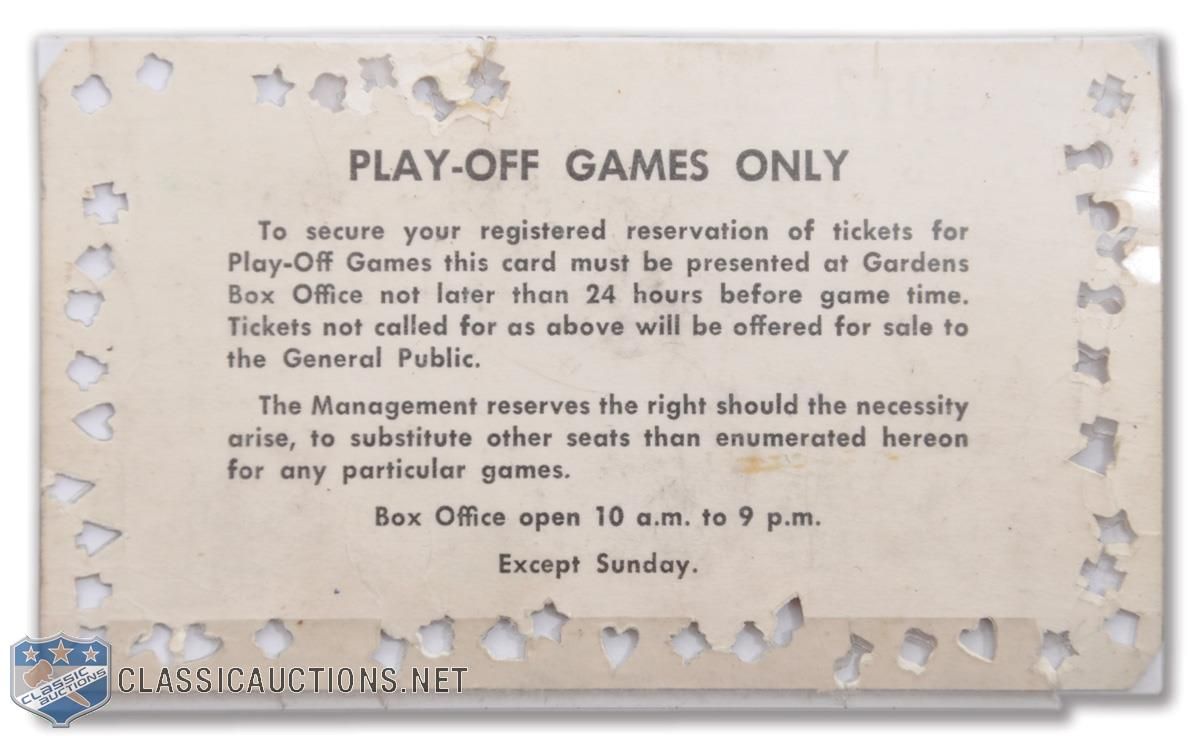 PLAY-OFF GAMES ONLY
To secure your registered reservation of tickets for
Play-Off Games this card must be presented at Gardens
Box Office not later than 24 hours before game time.
Tickets not called for as above will be offered for sale to
the General Public.
The Management reserves the right should the necessity
arise, to substitute other seats than enumerated hereon
for any particular games.
Box Office open 10 a.m. to 9 p.m.
Except Sunday.
CLASSIC
AUCTIONS
CLASSICAUCTIONS.NET